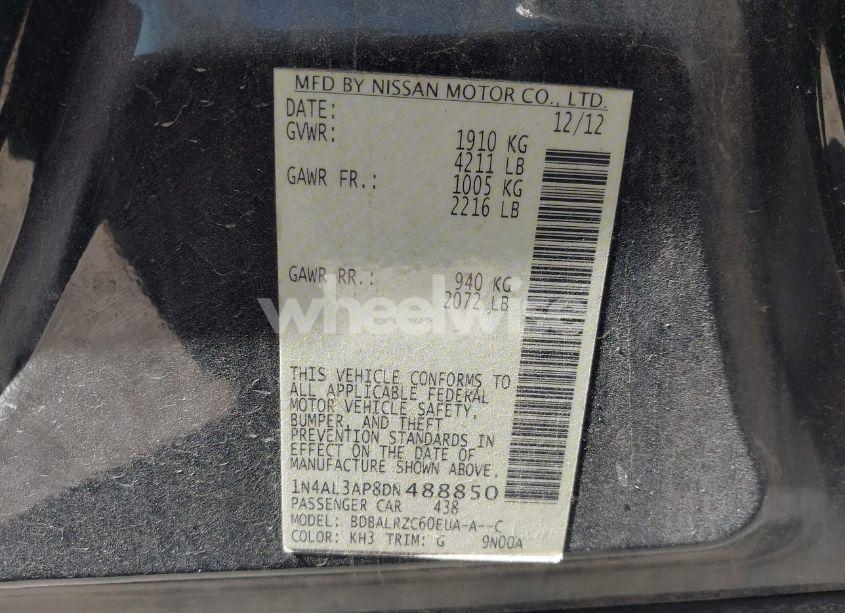 MFD BY NISSAN MOTOR CO., LTD.
DATE: 12/12
GVWR: 1910 KG
4211 LB
GAWR FR.: 1005 KG
2216 LB
GAWR RR.: 940 KG
2072 LB
wheelwire
THIS VEHICLE CONFORMS TO
ALL APPLICABLE FEDERAL
MOTOR VEHICLE SAFETY,
BUMPER, AND THEFT
PREVENTION STANDARDS IN
EFFECT ON THE DATE OF
MANUFACTURE SHOWN ABOVE.
1N4AL3AP8DN488850
PASSENGER CAR 438
MODEL: BDBALRZC60EUA-A--C
COLOR: KH3 TRIM: G 9N00A